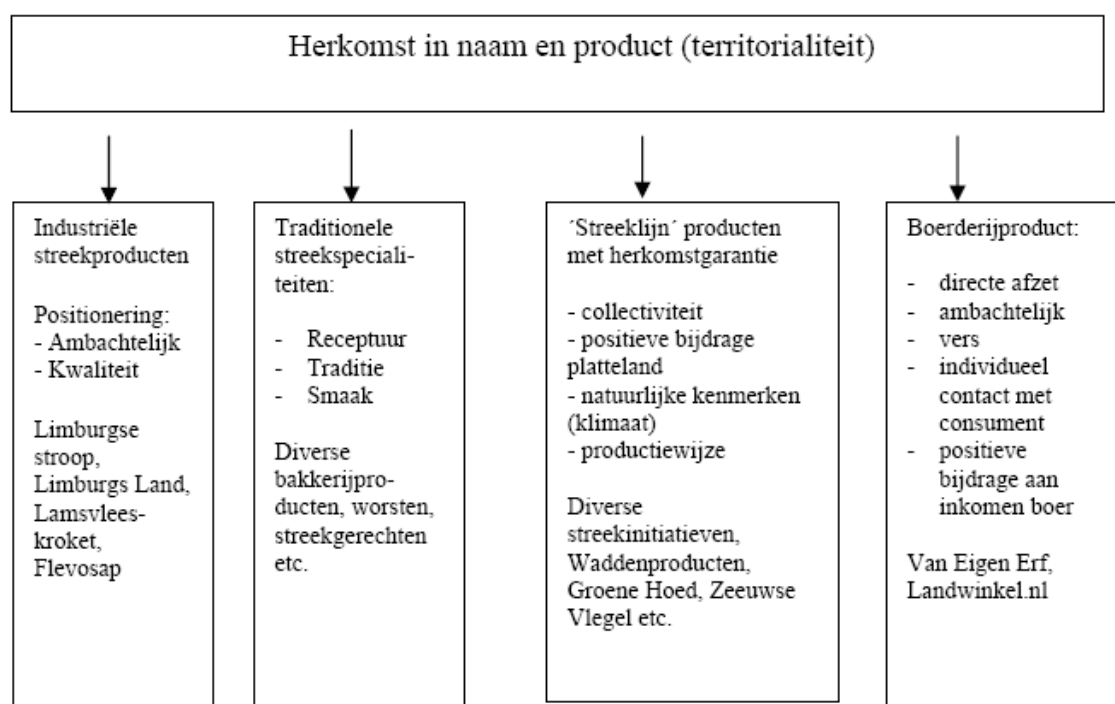 Herkomst in naam en product (territorialiteit)
Industriële
streekproducten
Positionering:
- Ambachtelijk
- Kwaliteit
Limburgse
stroop,
Limburgs Land,
Lamsvlees-
kroket,
Flevosap
Traditionele
streekspeciali-
teiten:
- Receptuur
- Traditie
- Smaak
Diverse
bakkerijpro-
ducten, worsten,
streekgerechten
etc.
´Streeklijn´ producten
met herkomstgarantie
- collectiviteit
- positieve bijdrage
platteland
- natuurlijke kenmerken
(klimaat)
- productiewijze
Diverse
streekinitiatieven,
Waddenproducten,
Groene Hoed, Zeeuwse
Vlegel etc.
Boerderijproduct:
- directe afzet
- ambachtelijk
- vers
- individueel
contact met
consument
- positieve
bijdrage aan
inkomen boer
Van Eigen Erf,
Landwinkel.nl